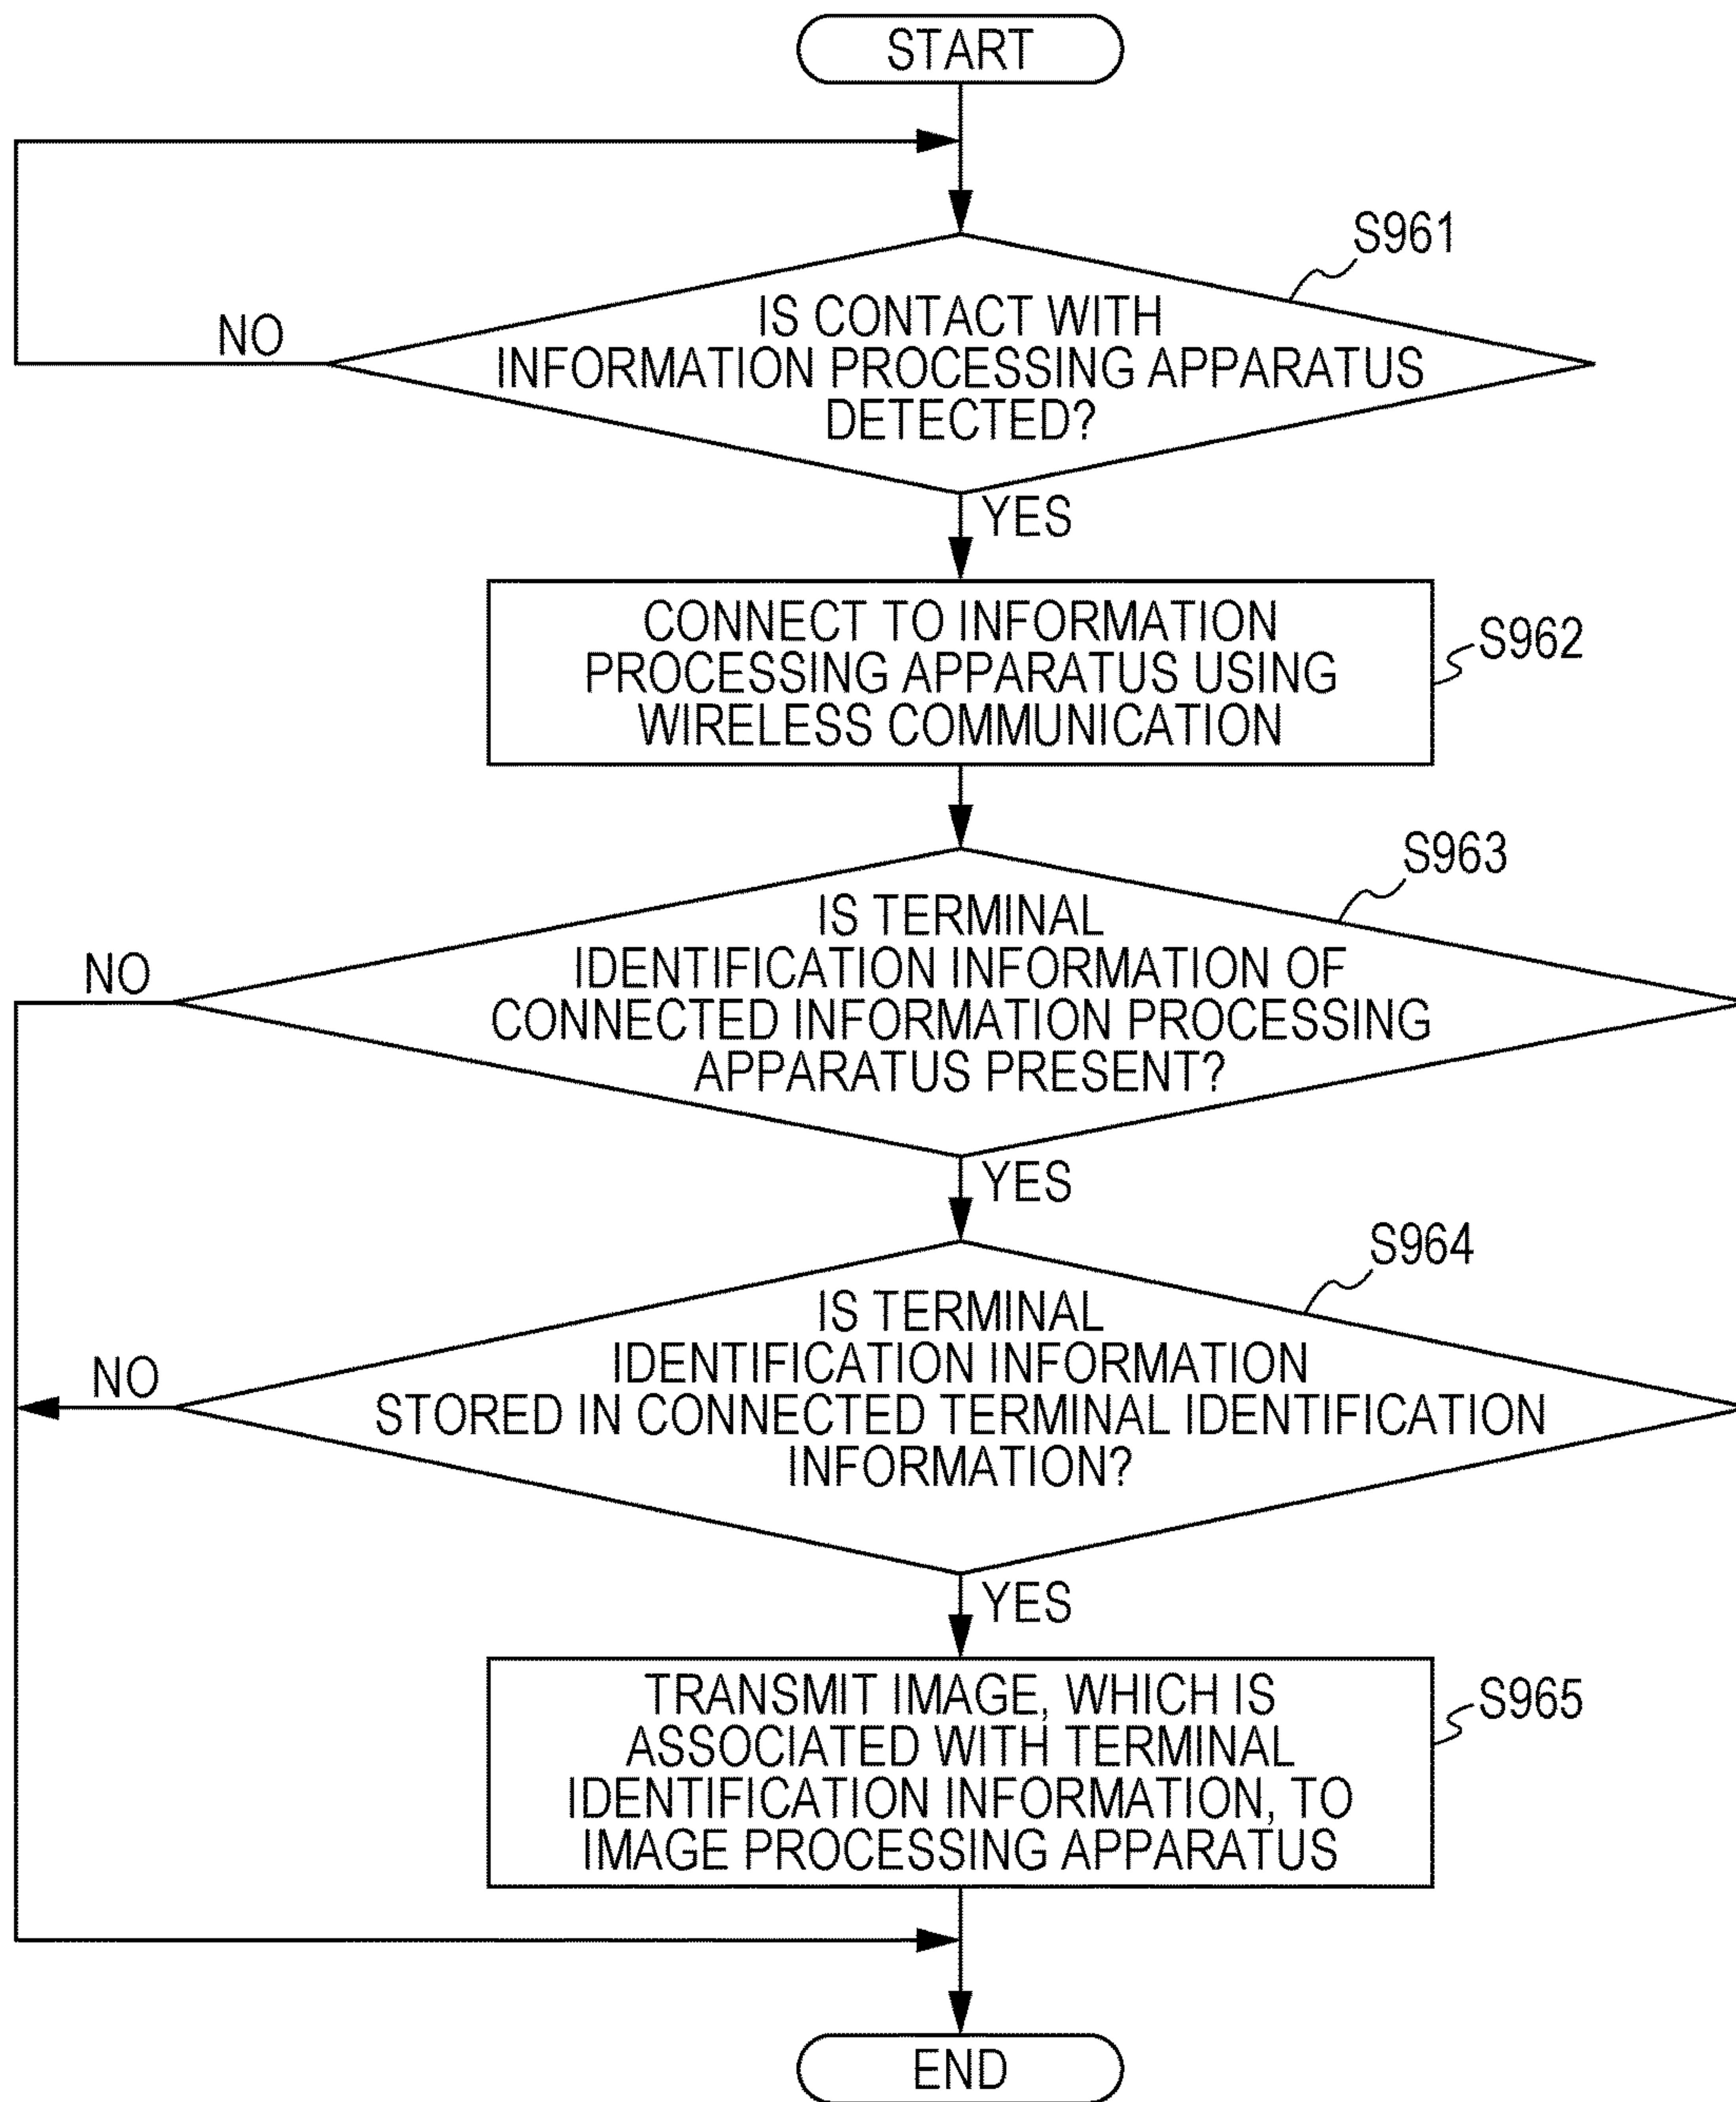 START
S961
IS CONTACT WITH
INFORMATION PROCESSING APPARATUS
DETECTED?
NO
YES
CONNECT TO INFORMATION
PROCESSING APPARATUS USING
WIRELESS COMMUNICATION
S962
S963
IS TERMINAL
IDENTIFICATION INFORMATION OF
CONNECTED INFORMATION PROCESSING
APPARATUS PRESENT?
NO
YES
S964
IS TERMINAL
IDENTIFICATION INFORMATION
STORED IN CONNECTED TERMINAL IDENTIFICATION
INFORMATION?
NO
YES
TRANSMIT IMAGE, WHICH IS
ASSOCIATED WITH TERMINAL
IDENTIFICATION INFORMATION, TO
IMAGE PROCESSING APPARATUS
S965
END